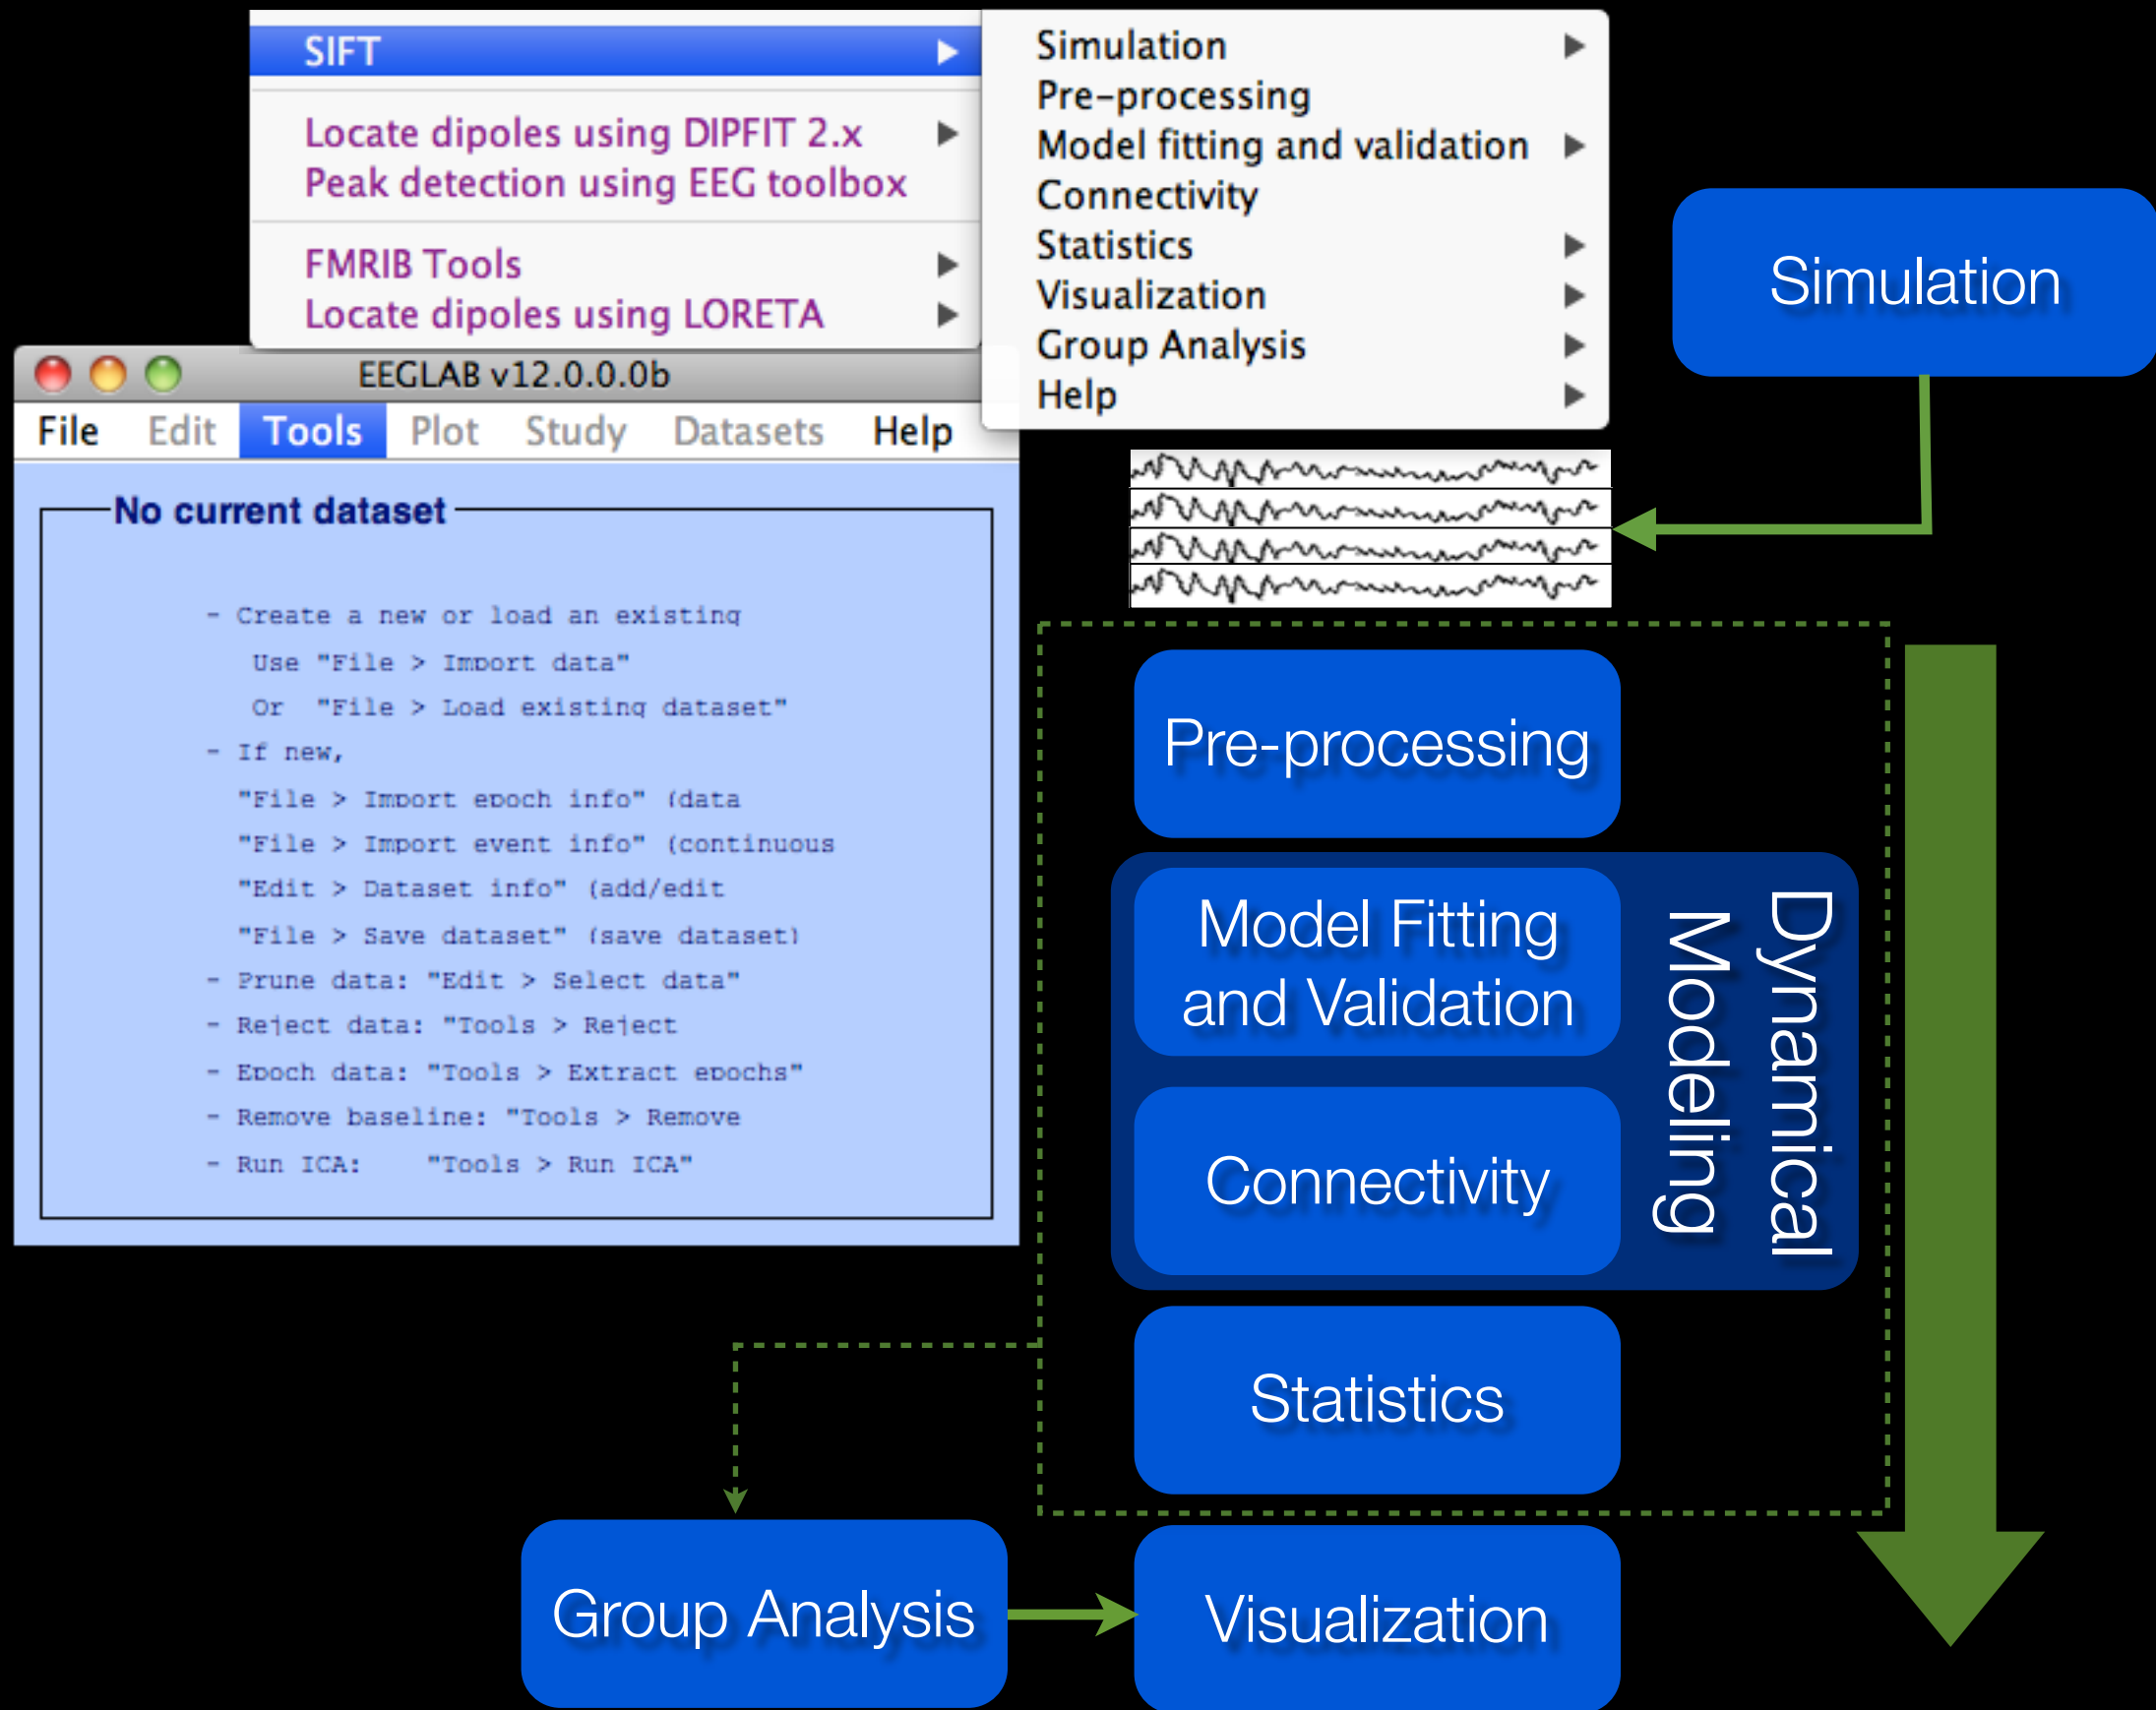 SIFT
Locate dipoles using DIPFIT 2.x
Peak detection using EEG toolbox
FMRIB Tools
Locate dipoles using LORETA
Simulation
Pre-processing
Model fitting and validation
Connectivity
Statistics
Visualization
Group Analysis
Help
EEGLAB v12.0.0.0b
File Edit Tools Plot Study Datasets Help
No current dataset
- Create a new or load an existing
Use "File > Import data"
Or "File > Load existing dataset"
- If new,
"File > Import epoch info" (data
"File > Import event info" (continuous
"Edit > Dataset info" (add/edit
"File > Save dataset" (save dataset)
- Prune data: "Edit > Select data"
- Reject data: "Tools > Reject
- Epoch data: "Tools > Extract epochs"
- Remove baseline: "Tools > Remove
- Run ICA: "Tools > Run ICA"
Simulation
Pre-processing
Model Fitting
and Validation
Connectivity
Dynamical
Modeling
Statistics
Group Analysis
Visualization